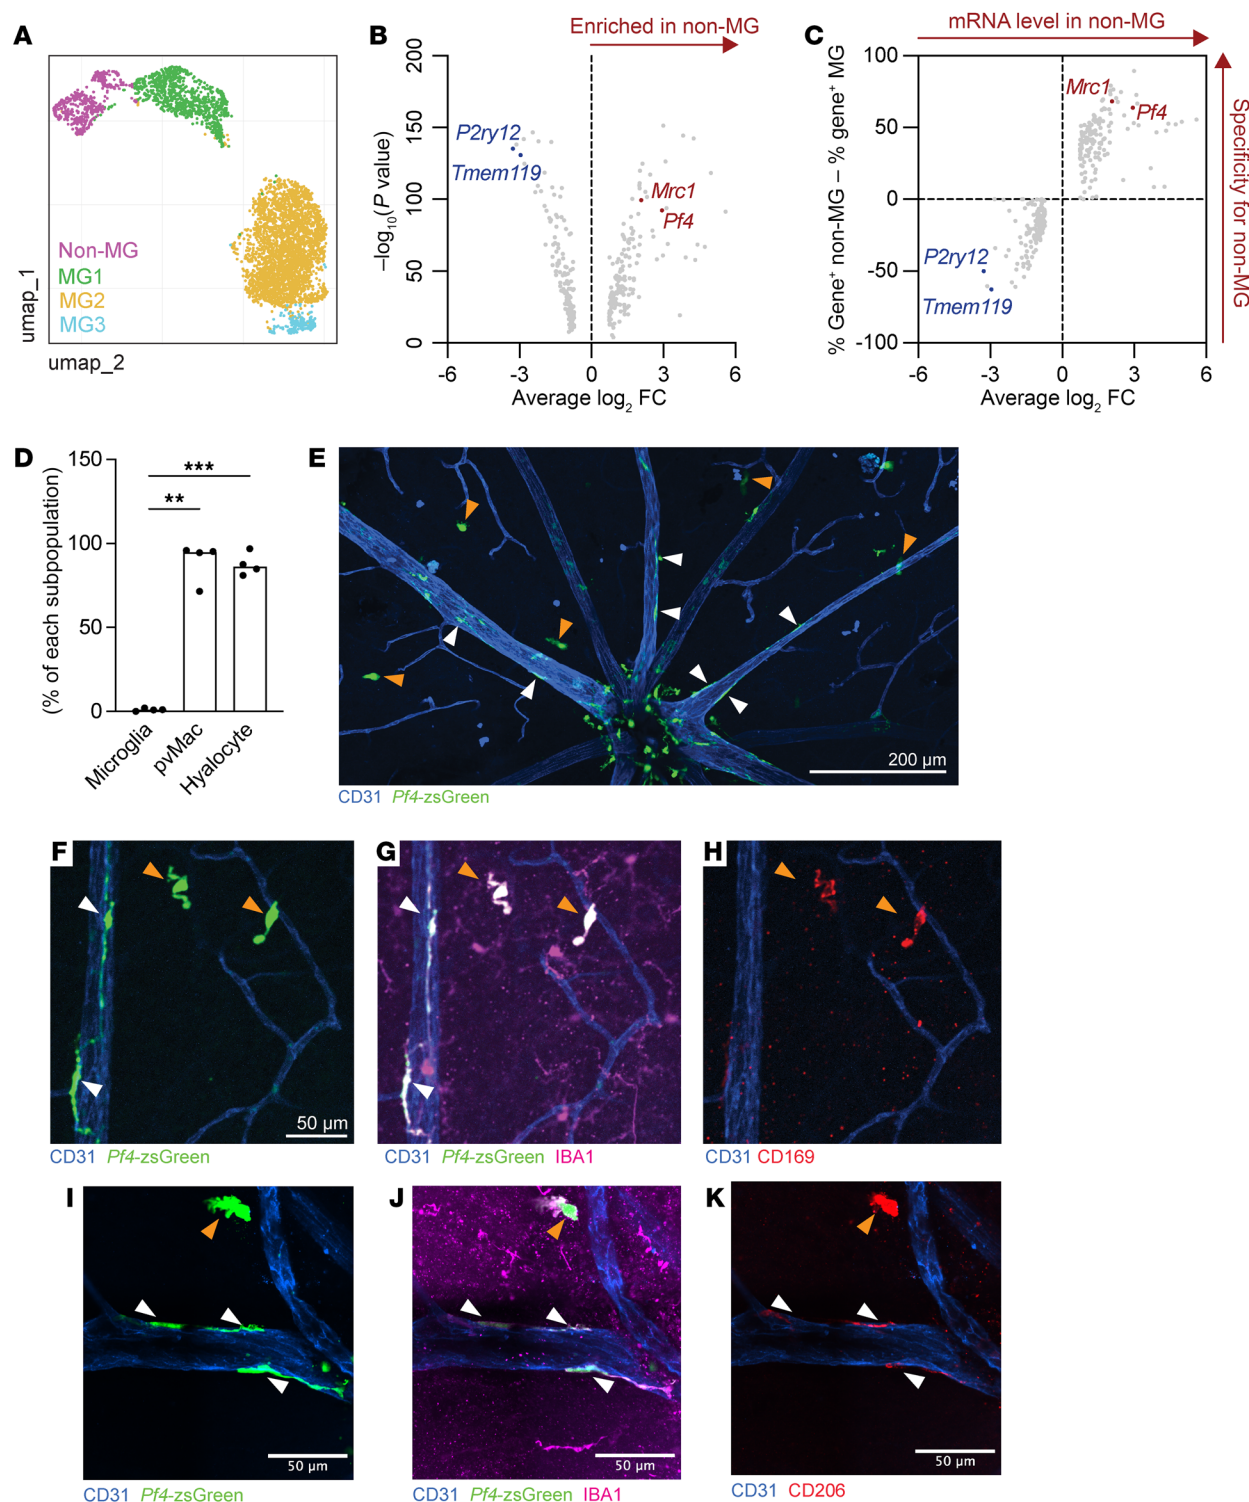 A
Non-MG
MG1
MG2
MG3
umap_1
umap_2
B
Enriched in non-MG
–log10(P value)
200
150
100
50
0
P2ry12
Tmem119
Mrc1
Pf4
-6 -3 0 3 6
Average log2 FC
C
mRNA level in non-MG
% Gene+ non-MG – % gene+ MG
Specificity for non-MG
100
50
0
-50
-100
Mrc1
Pf4
P2ry12
Tmem119
-6 -3 0 3 6
Average log2 FC
D
(% of each subpopulation)
150
100
50
0
***
**
Microglia
pvMac
Hyalocyte
E
200 µm
CD31 Pf4-zsGreen
F
50 µm
CD31 Pf4-zsGreen
G
CD31 Pf4-zsGreen IBA1
H
CD31 CD169
I
50 µm
CD31 Pf4-zsGreen
J
50 µm
CD31 Pf4-zsGreen IBA1
K
50 µm
CD31 CD206